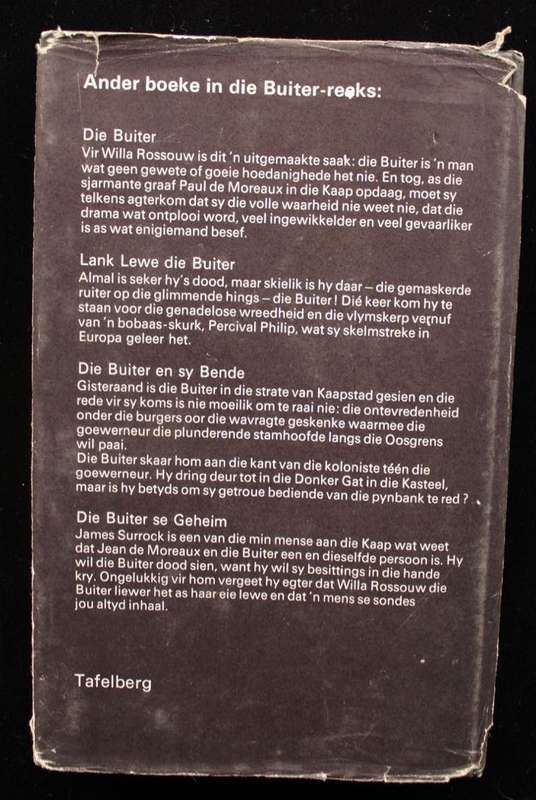 Ander boeke in die Buiter-reeks:
Die Buiter
Vir Willa Rossouw is dit 'n uitgemaakte saak: die Buiter is 'n man
wat geen gewete of goeie hoedanighede het nie. En tog, as die
sjarmante graaf Paul de Moreaux in die Kaap opdaag, moet sy
telkens agterkom dat sy die volle waarheid nie weet nie, dat die
drama wat ontplooi word, veel ingewikkelder en veel gevaarliker
is as wat enigiemand besef.
Lank Lewe die Buiter
Almal is seker hy's dood, maar skielik is hy daar – die gemaskerde
ruiter op die glimmende hings – die Buiter! Dié keer kom hy te
staan voor die genadelose wreedheid en die vlymskerp vernuf
van 'n bobaas-skurk, Percival Philip, wat sy skelmstreke in
Europa geleer het.
Die Buiter en sy Bende
Gisteraand is die Buiter in die strate van Kaapstad gesien en die
rede vir sy koms is nie moeilik om te raai nie: die ontevredenheid
onder die burgers oor die wavragte geskenke waarmee die
goewerneur die plunderende stamhoofde langs die Oosgrens
wil paai.
Die Buiter skaar hom aan die kant van die koloniste téén die
goewerneur. Hy dring deur tot in die Donker Gat in die Kasteel,
maar is hy betyds om sy getroue bediende van die pynbank te red?
Die Buiter se Geheim
James Surrock is een van die min mense aan die Kaap wat weet
dat Jean de Moreaux en die Buiter een en dieselfde persoon is. Hy
wil die Buiter dood sien, want hy wil sy besittings in die hande
kry. Ongelukkig vir hom vergeet hy egter dat Willa Rossouw die
Buiter liewer het as haar eie lewe en dat 'n mens se sondes
jou altyd inhaal.
Tafelberg